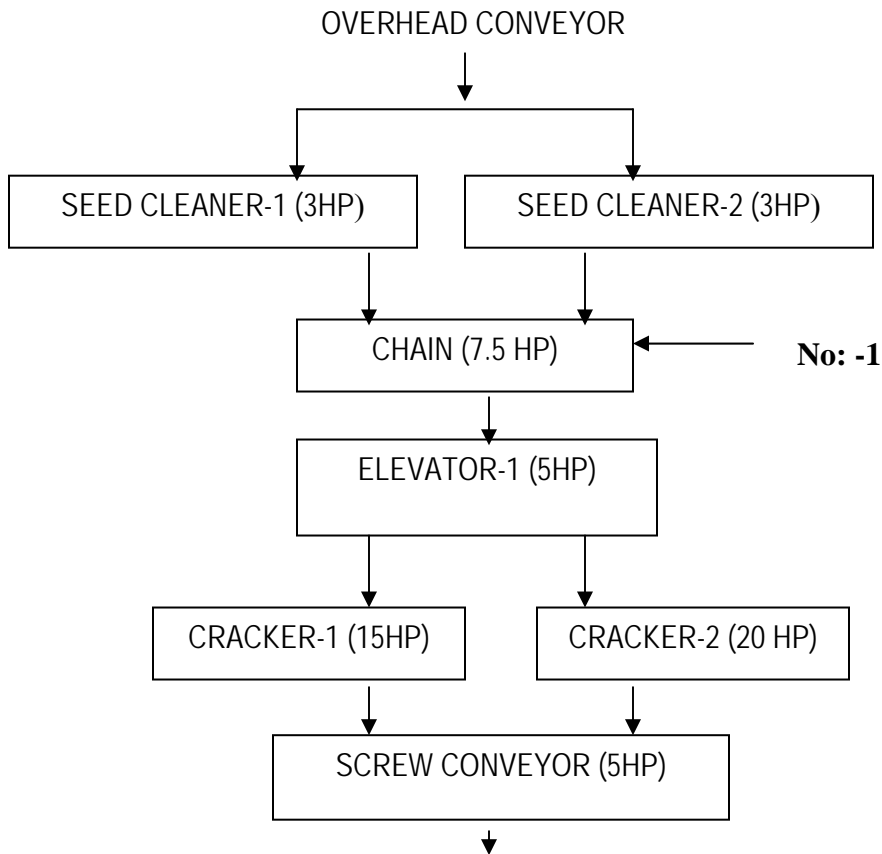 OVERHEAD CONVEYOR
SEED CLEANER-1 (3HP)
SEED CLEANER-2 (3HP)
CHAIN (7.5 HP)
No: -1
ELEVATOR-1 (5HP)
CRACKER-1 (15HP)
CRACKER-2 (20 HP)
SCREW CONVEYOR (5HP)